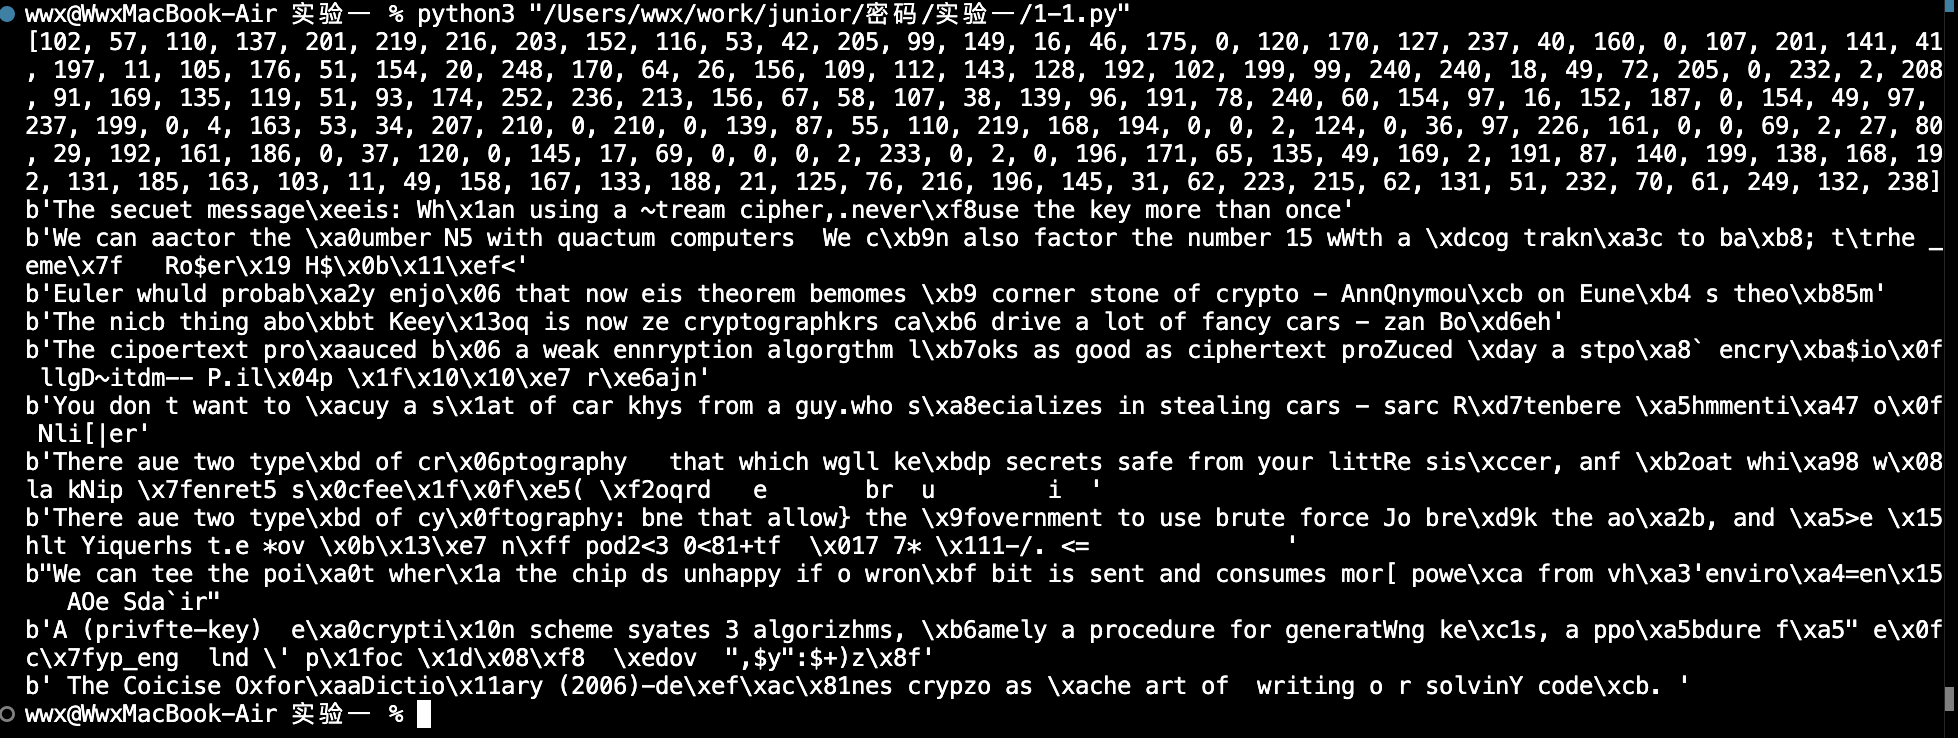 wwx@WwxMacBook-Air 实验一 % python3 "/Users/wwx/work/junior/密码/实验一/1-1.py"
[102, 57, 110, 137, 201, 219, 216, 203, 152, 116, 53, 42, 205, 99, 149, 16, 46, 175, 0, 120, 170, 127, 237, 40, 160, 0, 107, 201, 141, 41
, 197, 11, 105, 176, 51, 154, 20, 248, 170, 64, 26, 156, 109, 112, 143, 128, 192, 102, 199, 99, 240, 240, 18, 49, 72, 205, 0, 232, 2, 208
, 91, 169, 135, 119, 51, 93, 174, 252, 236, 213, 156, 67, 58, 107, 38, 139, 96, 191, 78, 240, 60, 154, 97, 16, 152, 187, 0, 154, 49, 97,
237, 199, 0, 4, 163, 53, 34, 207, 210, 0, 210, 0, 139, 87, 55, 110, 219, 168, 194, 0, 0, 2, 124, 0, 36, 97, 226, 161, 0, 0, 69, 2, 27, 80
, 29, 192, 161, 186, 0, 37, 120, 0, 145, 17, 69, 0, 0, 0, 2, 233, 0, 2, 0, 196, 171, 65, 135, 49, 169, 2, 191, 87, 140, 199, 138, 168, 19
2, 131, 185, 163, 103, 11, 49, 158, 167, 133, 188, 21, 125, 76, 216, 196, 145, 31, 62, 223, 215, 62, 131, 51, 232, 70, 61, 249, 132, 238]
b'The secuet message\xeeis: Wh\x1an using a ~tream cipher,.never\xf8use the key more than once'
b'We can aactor the \xa0umber N5 with quactum computers  We c\xb9n also factor the number 15 wWth a \xdcog trakn\xa3c to ba\xb8; t\trhe _
eme\x7f   Ro$er\x19 H$\x0b\x11\xef<'
b'Euler whuld probab\xa2y enjo\x06 that now eis theorem bemomes \xb9 corner stone of crypto - AnnQnymou\xcb on Eune\xb4 s theo\xb85m'
b'The nicb thing abo\xbbt Keey\x13oq is now ze cryptographkrs ca\xb6 drive a lot of fancy cars - zan Bo\xd6eh'
b'The cipoertext pro\xaauced b\x06 a weak ennryption algorgthm l\xb7oks as good as ciphertext proZuced \xday a stpo\xa8` encry\xba$io\x0f
 llgD~itdm-- P.il\x04p \x1f\x10\x10\xe7 r\xe6ajn'
b'You don t want to \xacuy a s\x1at of car khys from a guy.who s\xa8ecializes in stealing cars - sarc R\xd7tenbere \xa5hmmenti\xa47 o\x0f
 Nli[|er'
b'There aue two type\xbd of cr\x06ptography   that which wgll ke\xbdp secrets safe from your littRe sis\xccer, anf \xb2oat whi\xa98 w\x08
la kNip \x7fenret5 s\x0cfee\x1f\x0f\xe5( \xf2oqrd   e       br  u        i  '
b'There aue two type\xbd of cy\x0ftography: bne that allow} the \x9fovernment to use brute force Jo bre\xd9k the ao\xa2b, and \xa5>e \x15
hlt Yiquerhs t.e *ov \x0b\x13\xe7 n\xff pod2<3 0<81+tf  \x017 7* \x111-/. <=              '
b"We can tee the poi\xa0t wher\x1a the chip ds unhappy if o wron\xbf bit is sent and consumes mor[ powe\xca from vh\xa3'enviro\xa4=en\x15
   AOe Sda`ir"
b'A (privfte-key)  e\xa0crypti\x10n scheme syates 3 algorizhms, \xb6amely a procedure for generatWng ke\xc1s, a ppo\xa5bdure f\xa5" e\x0f
c\x7fyp_eng  lnd \' p\x1foc \x1d\x08\xf8  \xedov  ",$y":$+)z\x8f'
b' The Coicise Oxfor\xaaDictio\x11ary (2006)-de\xef\xac\x81nes crypzo as \xache art of  writing o r solvinY code\xcb. '
wwx@WwxMacBook-Air 实验一 %